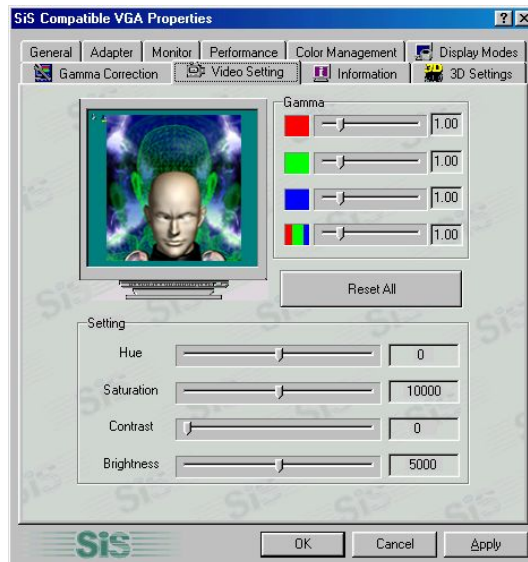 SiS Compatible VGA Properties
General Adapter Monitor Performance Color Management Display Modes
Gamma Correction Video Setting Information 3D Settings
Gamma
1.00
1.00
1.00
1.00
Reset All
Setting
Hue 0
Saturation 10000
Contrast 0
Brightness 5000
SiS
OK Cancel Apply